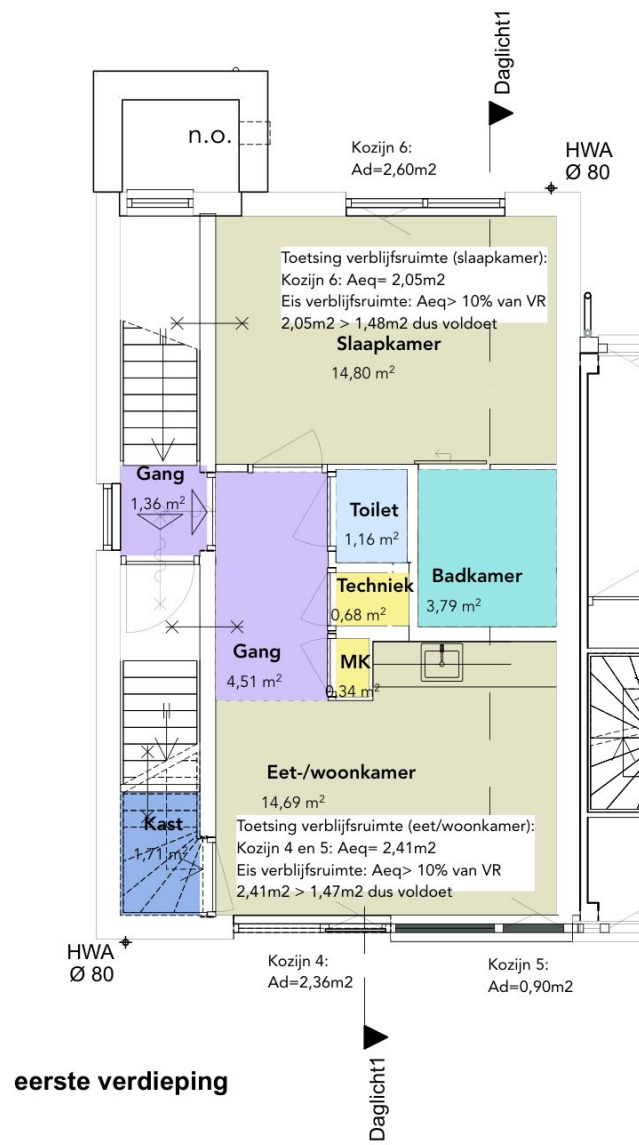 Daglicht1
n.o.
Kozijn 6:
Ad=2,60m2
HWA
Ø 80
Toetsing verblijfsruimte (slaapkamer):
Kozijn 6: Aeq= 2,05m2
Eis verblijfsruimte: Aeq> 10% van VR
2,05m2 > 1,48m2 dus voldoet
Slaapkamer
14,80 m²
Gang
1,36 m²
Toilet
1,16 m²
Badkamer
3,79 m²
Techniek
0,68 m²
Gang
4,51 m²
MK
0,34 m²
Eet-/woonkamer
14,69 m²
Kast
1,71 m²
Toetsing verblijfsruimte (eet/woonkamer):
Kozijn 4 en 5: Aeq= 2,41m2
Eis verblijfsruimte: Aeq> 10% van VR
2,41m2 > 1,47m2 dus voldoet
HWA
Ø 80
Kozijn 4:
Ad=2,36m2
Kozijn 5:
Ad=0,90m2
Daglicht1
eerste verdieping